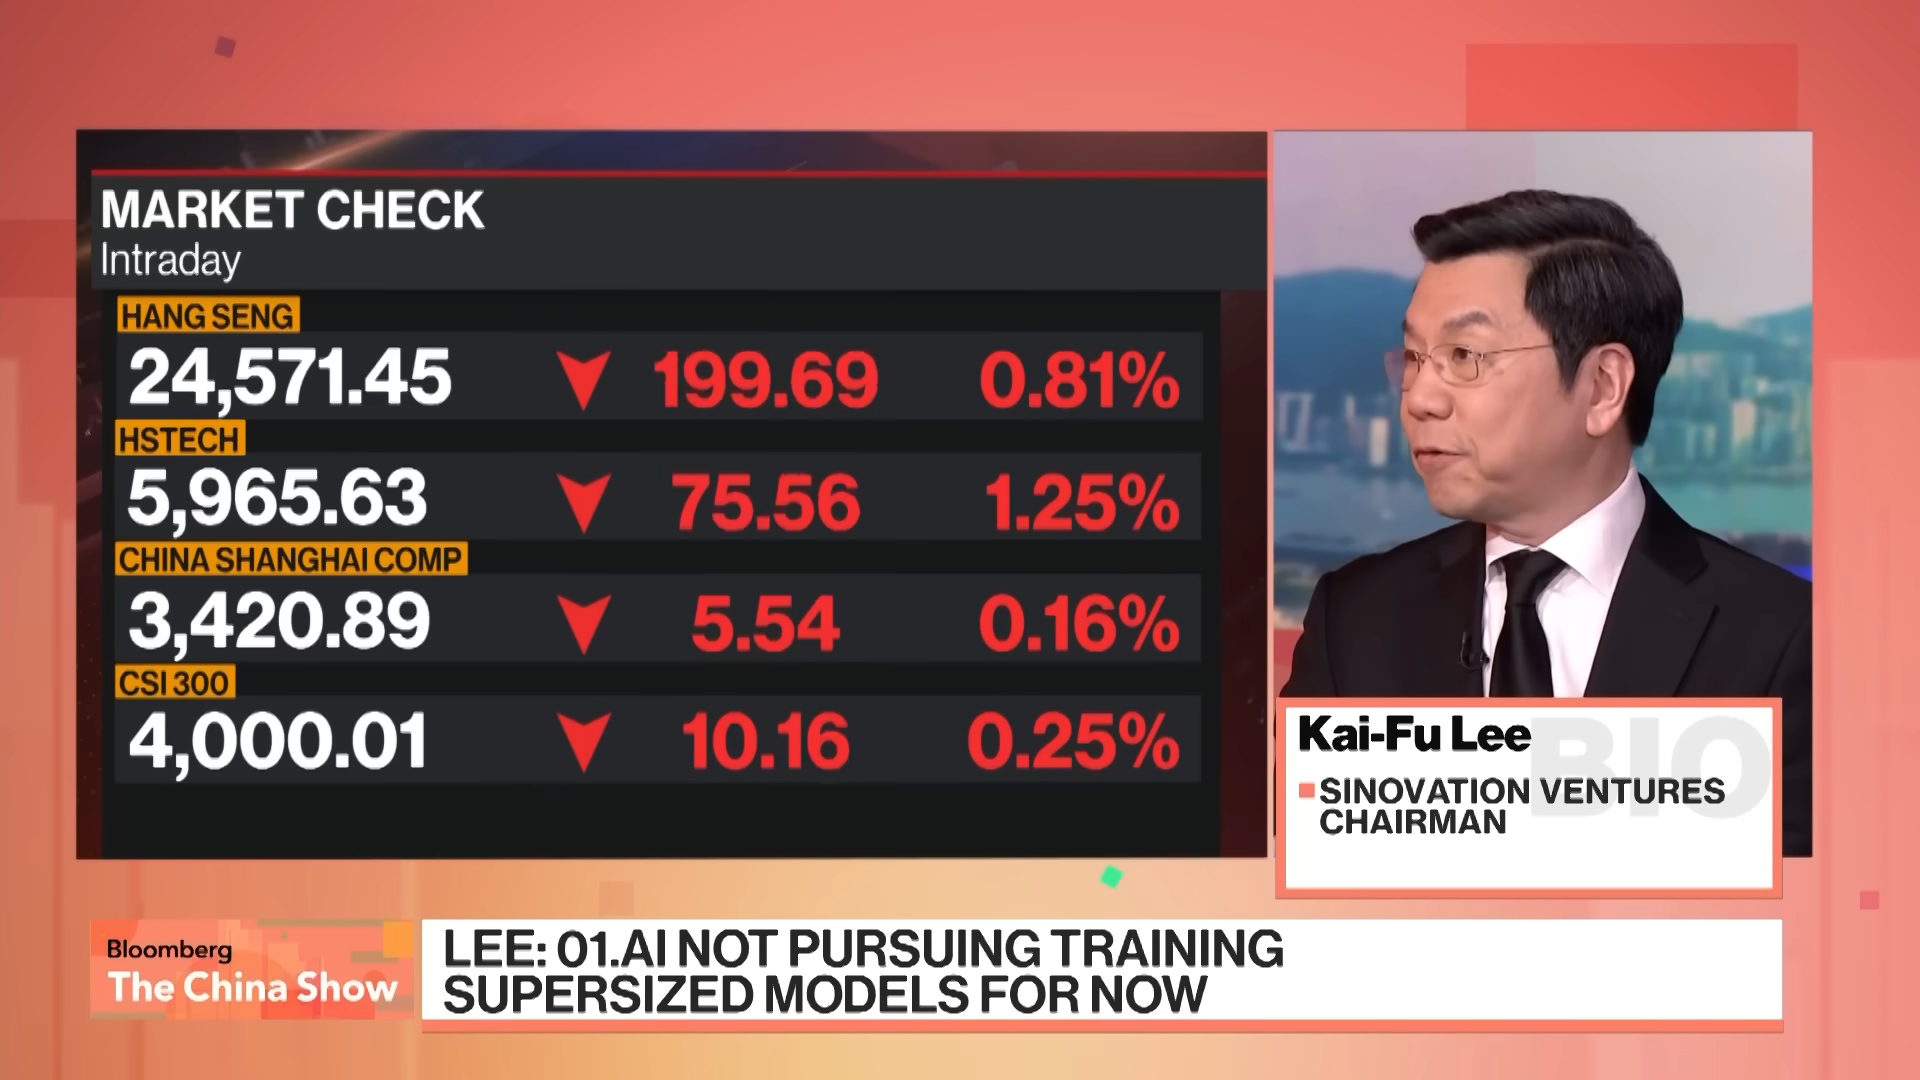 MARKET CHECK
Intraday
HANG SENG
24,571.45 199.69 0.81%
HSTECH
5,965.63 75.56 1.25%
CHINA SHANGHAI COMP
3,420.89 5.54 0.16%
CSI 300
4,000.01 10.16 0.25%
BIO
Kai-Fu Lee
SINOVATION VENTURES
CHAIRMAN
Bloomberg
The China Show
LEE: 01.AI NOT PURSUING TRAINING
SUPERSIZED MODELS FOR NOW